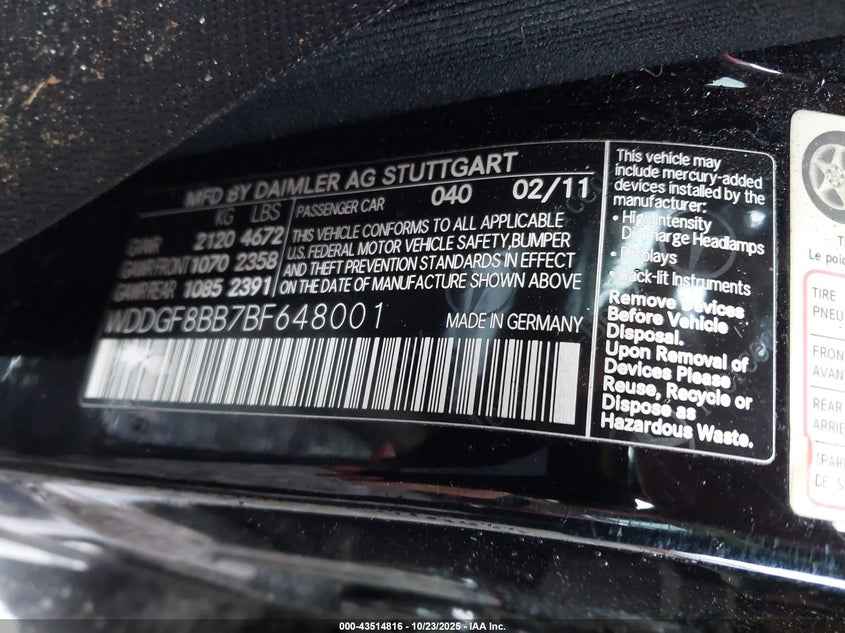 MFD BY DAIMLER AG STUTTGART
KG LBS
GVWR 2120 4672
GAWR FRONT 1070 2358
GAWR REAR 1085 2391
PASSENGER CAR 040 02/11
THIS VEHICLE CONFORMS TO ALL APPLICABLE
U.S. FEDERAL MOTOR VEHICLE SAFETY, BUMPER
AND THEFT PREVENTION STANDARDS IN EFFECT
ON THE DATE OF MANUFACTURE SHOWN ABOVE
WDDGF8BB7BF648001 MADE IN GERMANY
This vehicle may
include mercury-added
devices installed by the
manufacturer:
• High Intensity
Discharge Headlamps
• Displays
• Back-lit Instruments
Remove Devices
Before Vehicle
Disposal.
Upon Removal of
Devices Please
Reuse, Recycle or
Dispose as
Hazardous Waste.
Le poid
TIRE
PNEU
FRON
AVAN
REAR
ARRIE
SPAR
DE S
000-43514816 - 10/23/2025 - IAA Inc.